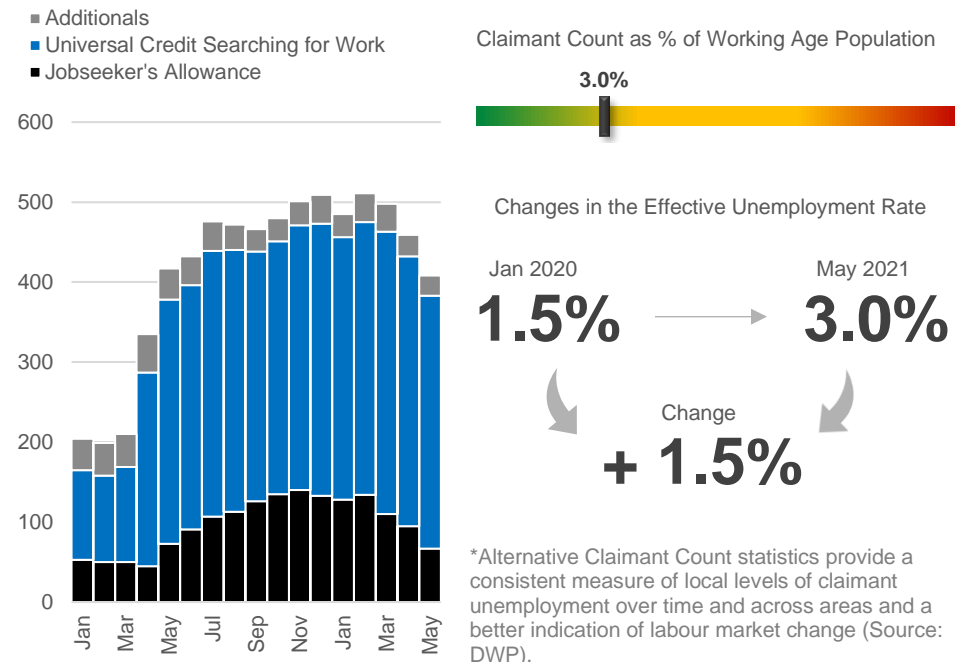 Additionals
Universal Credit Searching for Work
Jobseeker's Allowance
600
500
400
300
200
100
0
Jan
Mar
May
Jul
Sep
Nov
Jan
Mar
May
Claimant Count as % of Working Age Population
3.0%
Changes in the Effective Unemployment Rate
Jan 2020
May 2021
1.5%
3.0%
Change
+ 1.5%
*Alternative Claimant Count statistics provide a
consistent measure of local levels of claimant
unemployment over time and across areas and a
better indication of labour market change (Source:
DWP).